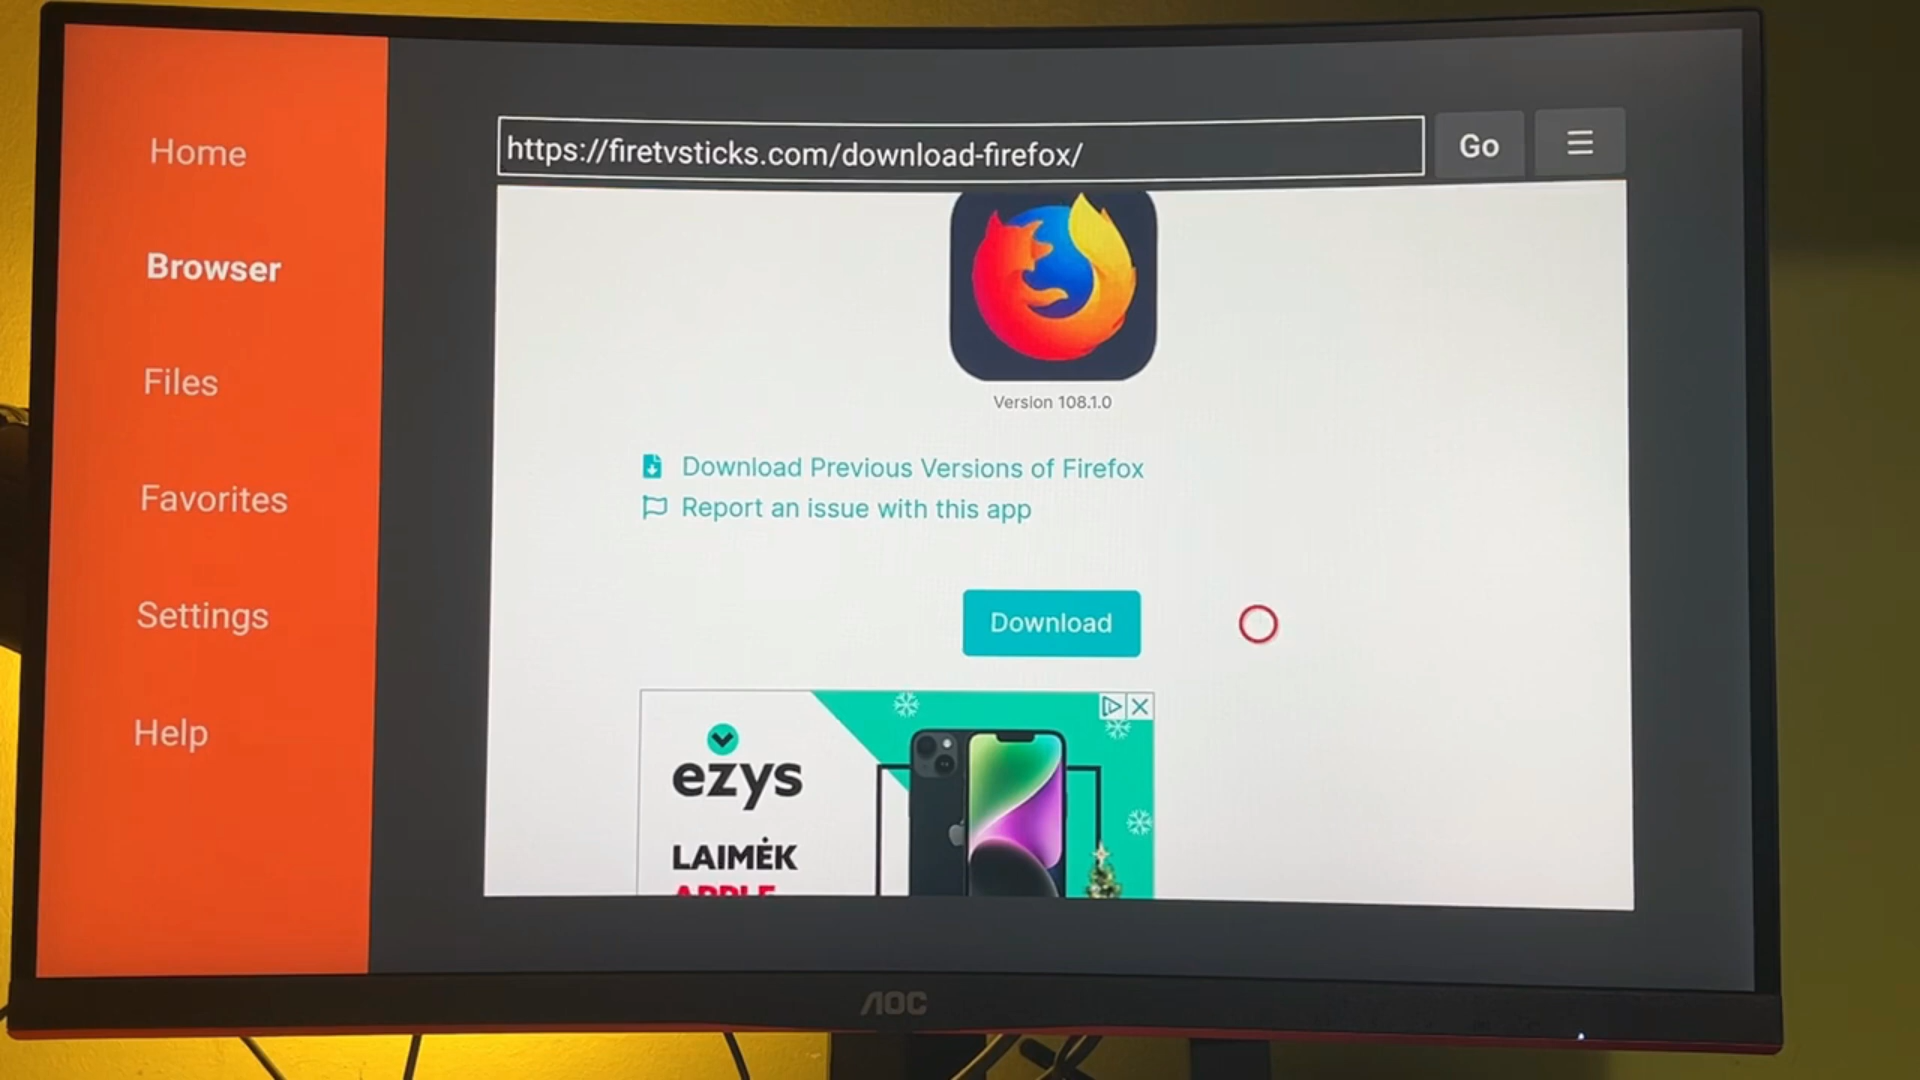 Home
Browser
Files
Favorites
Settings
Help
https://firetvsticks.com/download-firefox/
Go
Version 108.1.0
Download Previous Versions of Firefox
Report an issue with this app
Download
ezys
LAIMĖK
APPLE
AOC